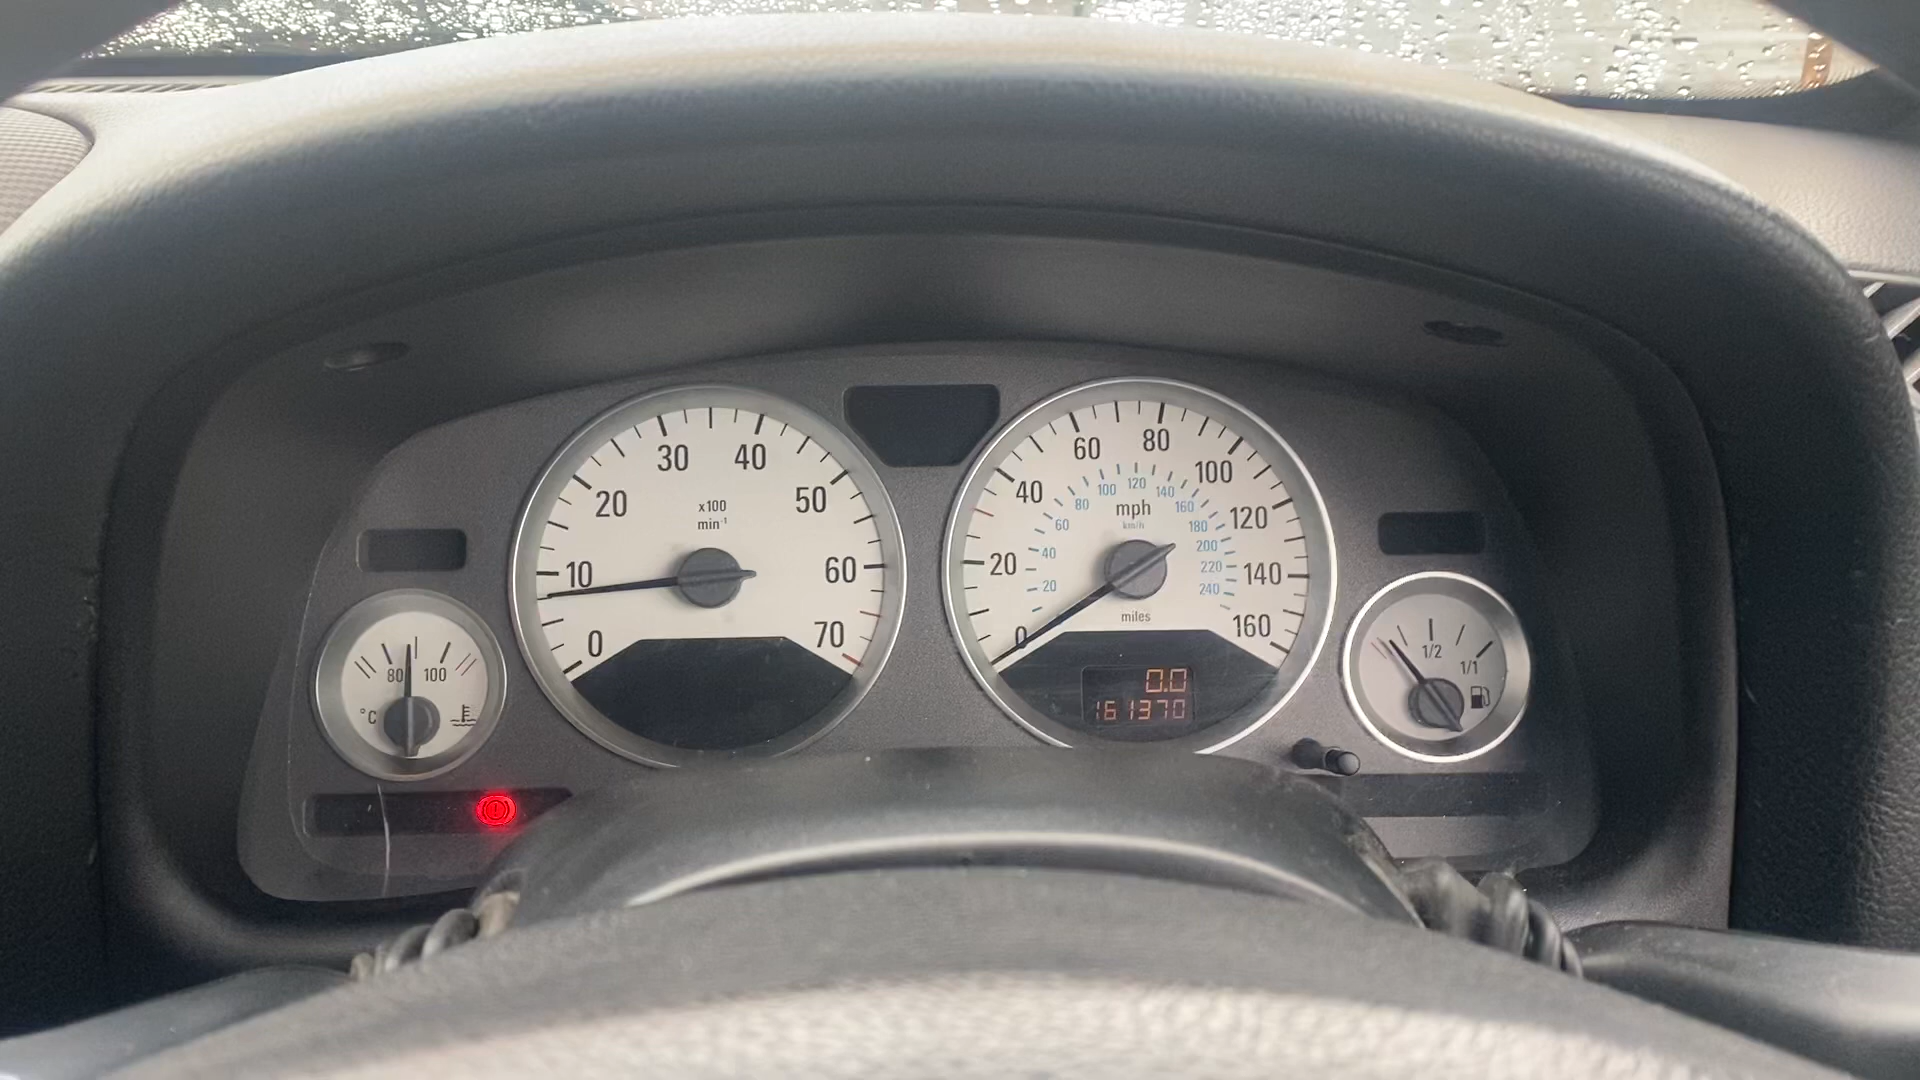 0 10 20 30 40 50 60 70
x100
min⁻¹
0 20 40 60 80 100 120 140 160
20 40 60 80 100 120 140 160 180 200 220 240
mph
km/h
miles
0.0
161370
80 100
°C
1/2 1/1